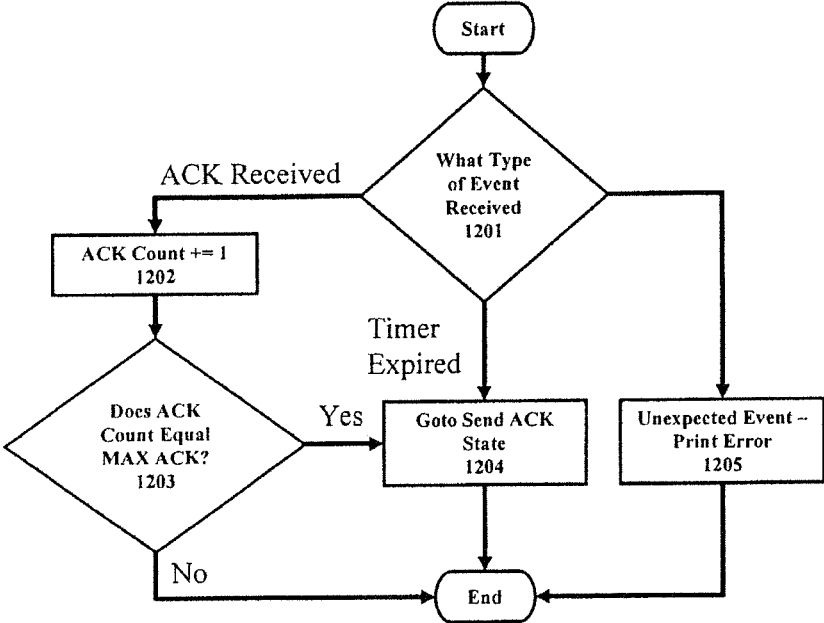 Start
What Type
of Event
Received
1201
ACK Received
ACK Count += 1
1202
Timer
Expired
Does ACK
Count Equal
MAX ACK?
1203
Yes
Goto Send ACK
State
1204
Unexpected Event –
Print Error
1205
No
End